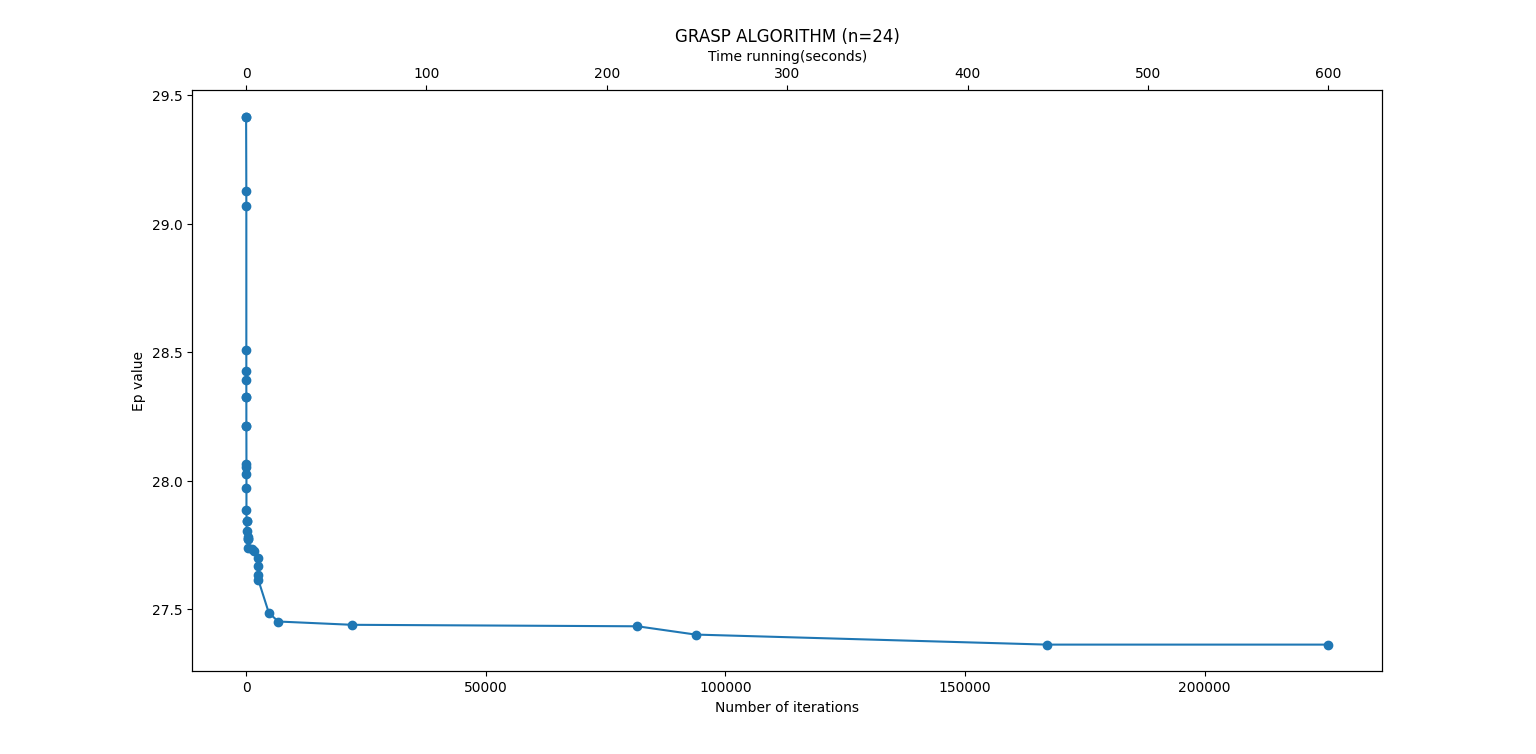 GRASP ALGORITHM (n=24)
Time running(seconds)
0 100 200 300 400 500 600
29.5
29.0
28.5
28.0
27.5
Ep value
0 50000 100000 150000 200000
Number of iterations